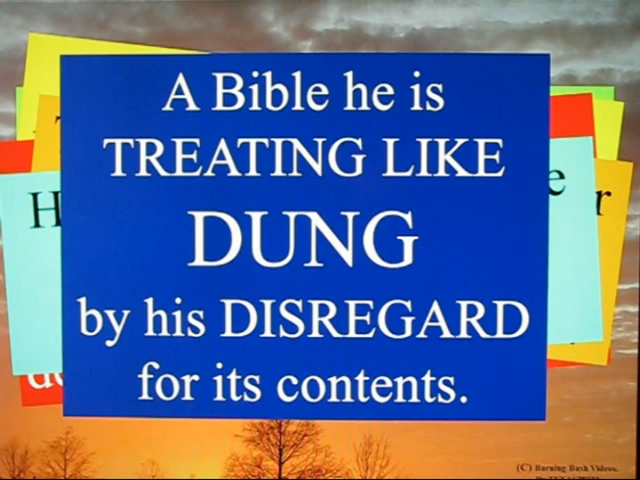 A Bible he is
TREATING LIKE
DUNG
by his DISREGARD
for its contents.
H
e
r
(C) Burning Bush Videos.